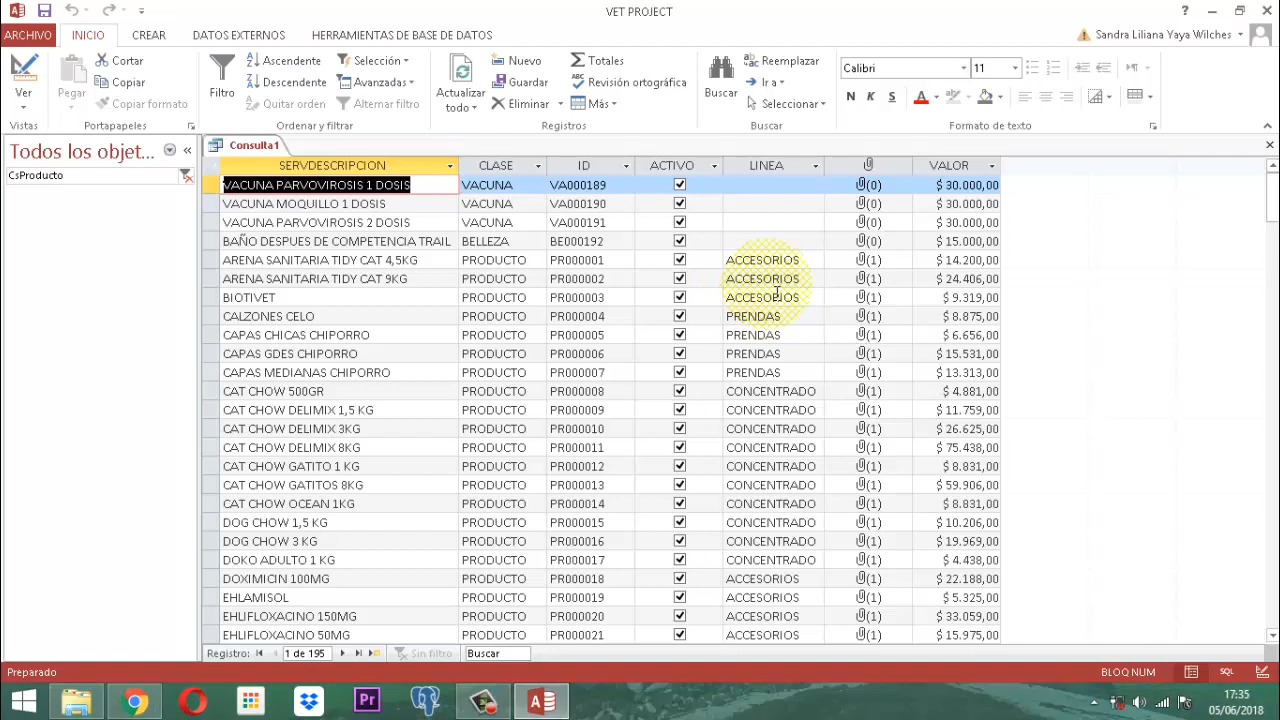 VET PROJECT
ARCHIVO INICIO CREAR DATOS EXTERNOS HERRAMIENTAS DE BASE DE DATOS Sandra Liliana Yaya Wilches
Ver
Vistas
Pegar
Cortar
Copiar
Copiar formato
Portapapeles
Filtro
Ascendente
Descendente
Quitar orden
Selección
Avanzadas
Alternar filtro
Ordenar y filtrar
Actualizar todo
Nuevo
Guardar
Eliminar
Totales
Revisión ortográfica
Más
Registros
Buscar
Reemplazar
Ir a
Seleccionar
Buscar
Calibri 11
N K S A
Formato de texto
Todos los objet...
CsProducto
Consulta1
SERVDESCRIPCION CLASE ID ACTIVO LINEA VALOR
VACUNA PARVOVIROSIS 1 DOSIS VACUNA VA000189 (0) $ 30.000,00
VACUNA MOQUILLO 1 DOSIS VACUNA VA000190 (0) $ 30.000,00
VACUNA PARVOVIROSIS 2 DOSIS VACUNA VA000191 (0) $ 30.000,00
BAÑO DESPUES DE COMPETENCIA TRAIL BELLEZA BE000192 (0) $ 15.000,00
ARENA SANITARIA TIDY CAT 4,5KG PRODUCTO PR000001 ACCESORIOS (1) $ 14.200,00
ARENA SANITARIA TIDY CAT 9KG PRODUCTO PR000002 ACCESORIOS (1) $ 24.406,00
BIOTIVET PRODUCTO PR000003 ACCESORIOS (1) $ 9.319,00
CALZONES CELO PRODUCTO PR000004 PRENDAS (1) $ 8.875,00
CAPAS CHICAS CHIPORRO PRODUCTO PR000005 PRENDAS (1) $ 6.656,00
CAPAS GDES CHIPORRO PRODUCTO PR000006 PRENDAS (1) $ 15.531,00
CAPAS MEDIANAS CHIPORRO PRODUCTO PR000007 PRENDAS (1) $ 13.313,00
CAT CHOW 500GR PRODUCTO PR000008 CONCENTRADO (1) $ 4.881,00
CAT CHOW DELIMIX 1,5 KG PRODUCTO PR000009 CONCENTRADO (1) $ 11.759,00
CAT CHOW DELIMIX 3KG PRODUCTO PR000010 CONCENTRADO (1) $ 26.625,00
CAT CHOW DELIMIX 8KG PRODUCTO PR000011 CONCENTRADO (1) $ 75.438,00
CAT CHOW GATITO 1 KG PRODUCTO PR000012 CONCENTRADO (1) $ 8.831,00
CAT CHOW GATITOS 8KG PRODUCTO PR000013 CONCENTRADO (1) $ 59.906,00
CAT CHOW OCEAN 1KG PRODUCTO PR000014 CONCENTRADO (1) $ 8.831,00
DOG CHOW 1,5 KG PRODUCTO PR000015 CONCENTRADO (1) $ 10.206,00
DOG CHOW 3 KG PRODUCTO PR000016 CONCENTRADO (1) $ 19.969,00
DOKO ADULTO 1 KG PRODUCTO PR000017 CONCENTRADO (1) $ 4.438,00
DOXIMICIN 100MG PRODUCTO PR000018 ACCESORIOS (1) $ 22.188,00
EHLAMISOL PRODUCTO PR000019 ACCESORIOS (1) $ 5.325,00
EHLIFLOXACINO 150MG PRODUCTO PR000020 ACCESORIOS (1) $ 33.059,00
EHLIFLOXACINO 50MG PRODUCTO PR000021 ACCESORIOS (1) $ 15.975,00
Registro: 1 de 195 Sin filtro Buscar
Preparado BLOQ NUM SQL
Pr
17:35
05/06/2018